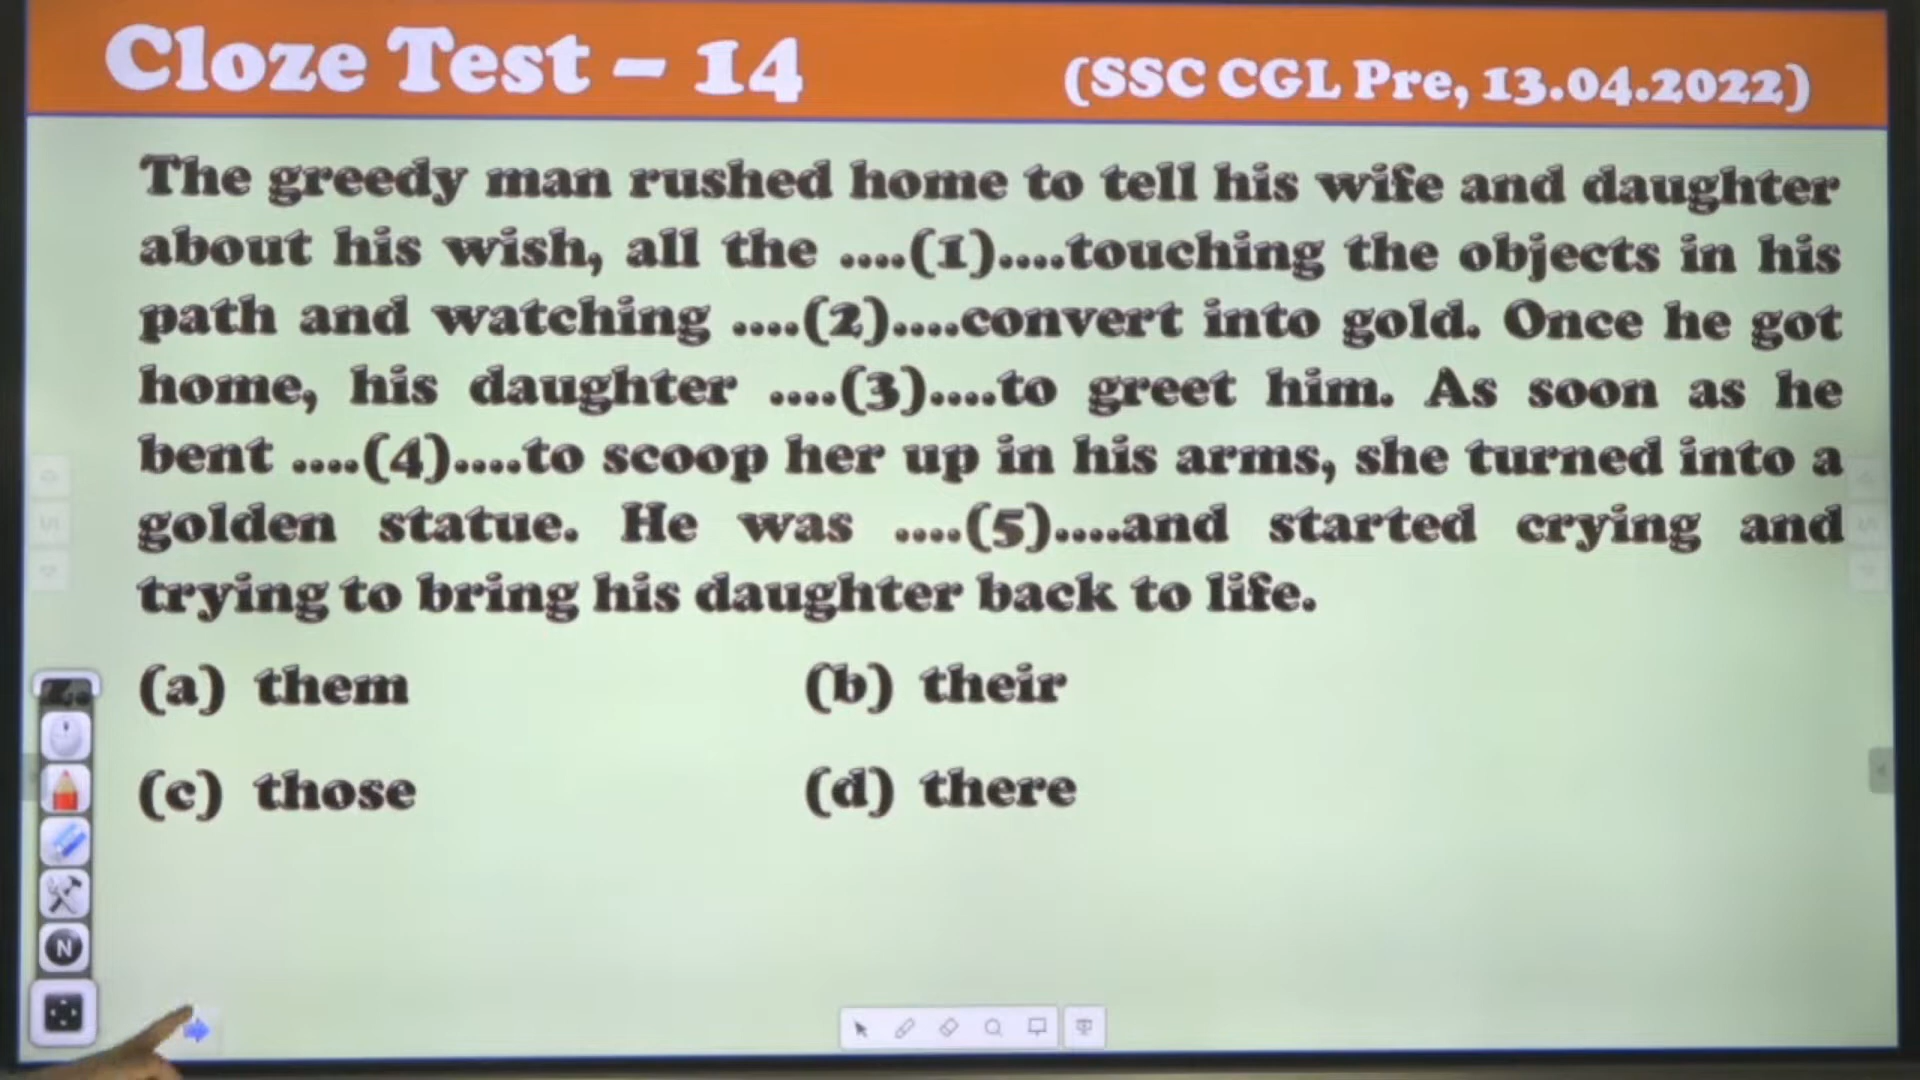 Cloze Test – 14 (SSC CGL Pre, 13.04.2022)
The greedy man rushed home to tell his wife and daughter
about his wish, all the ....(1)....touching the objects in his
path and watching ....(2)....convert into gold. Once he got
home, his daughter ....(3)....to greet him. As soon as he
bent ....(4)....to scoop her up in his arms, she turned into a
golden statue. He was ....(5)....and started crying and
trying to bring his daughter back to life.
(a) them (b) their
(c) those (d) there
N